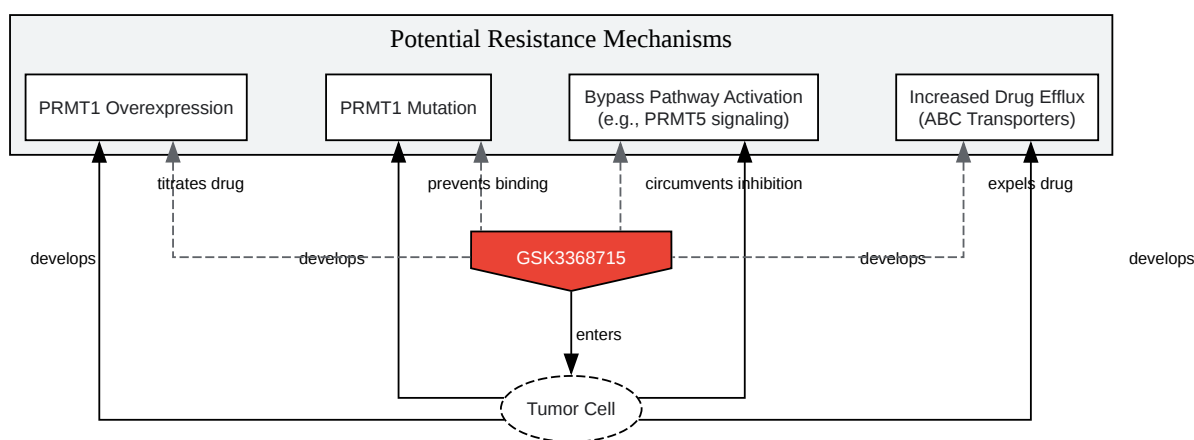 Potential Resistance Mechanisms
PRMT1 Overexpression
PRMT1 Mutation
Bypass Pathway Activation
(e.g., PRMT5 signaling)
Increased Drug Efflux
(ABC Transporters)
titrates drug
prevents binding
circumvents inhibition
expels drug
develops
develops
GSK3368715
develops
develops
enters
Tumor Cell